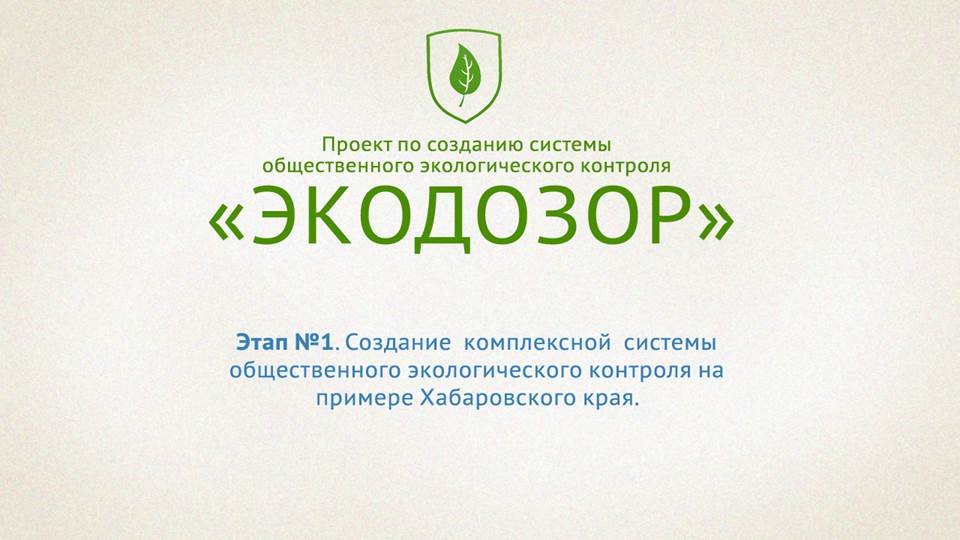 Проект по созданию системы
общественного экологического контроля
«ЭКОДОЗОР»
Этап №1. Создание комплексной системы
общественного экологического контроля на
примере Хабаровского края.